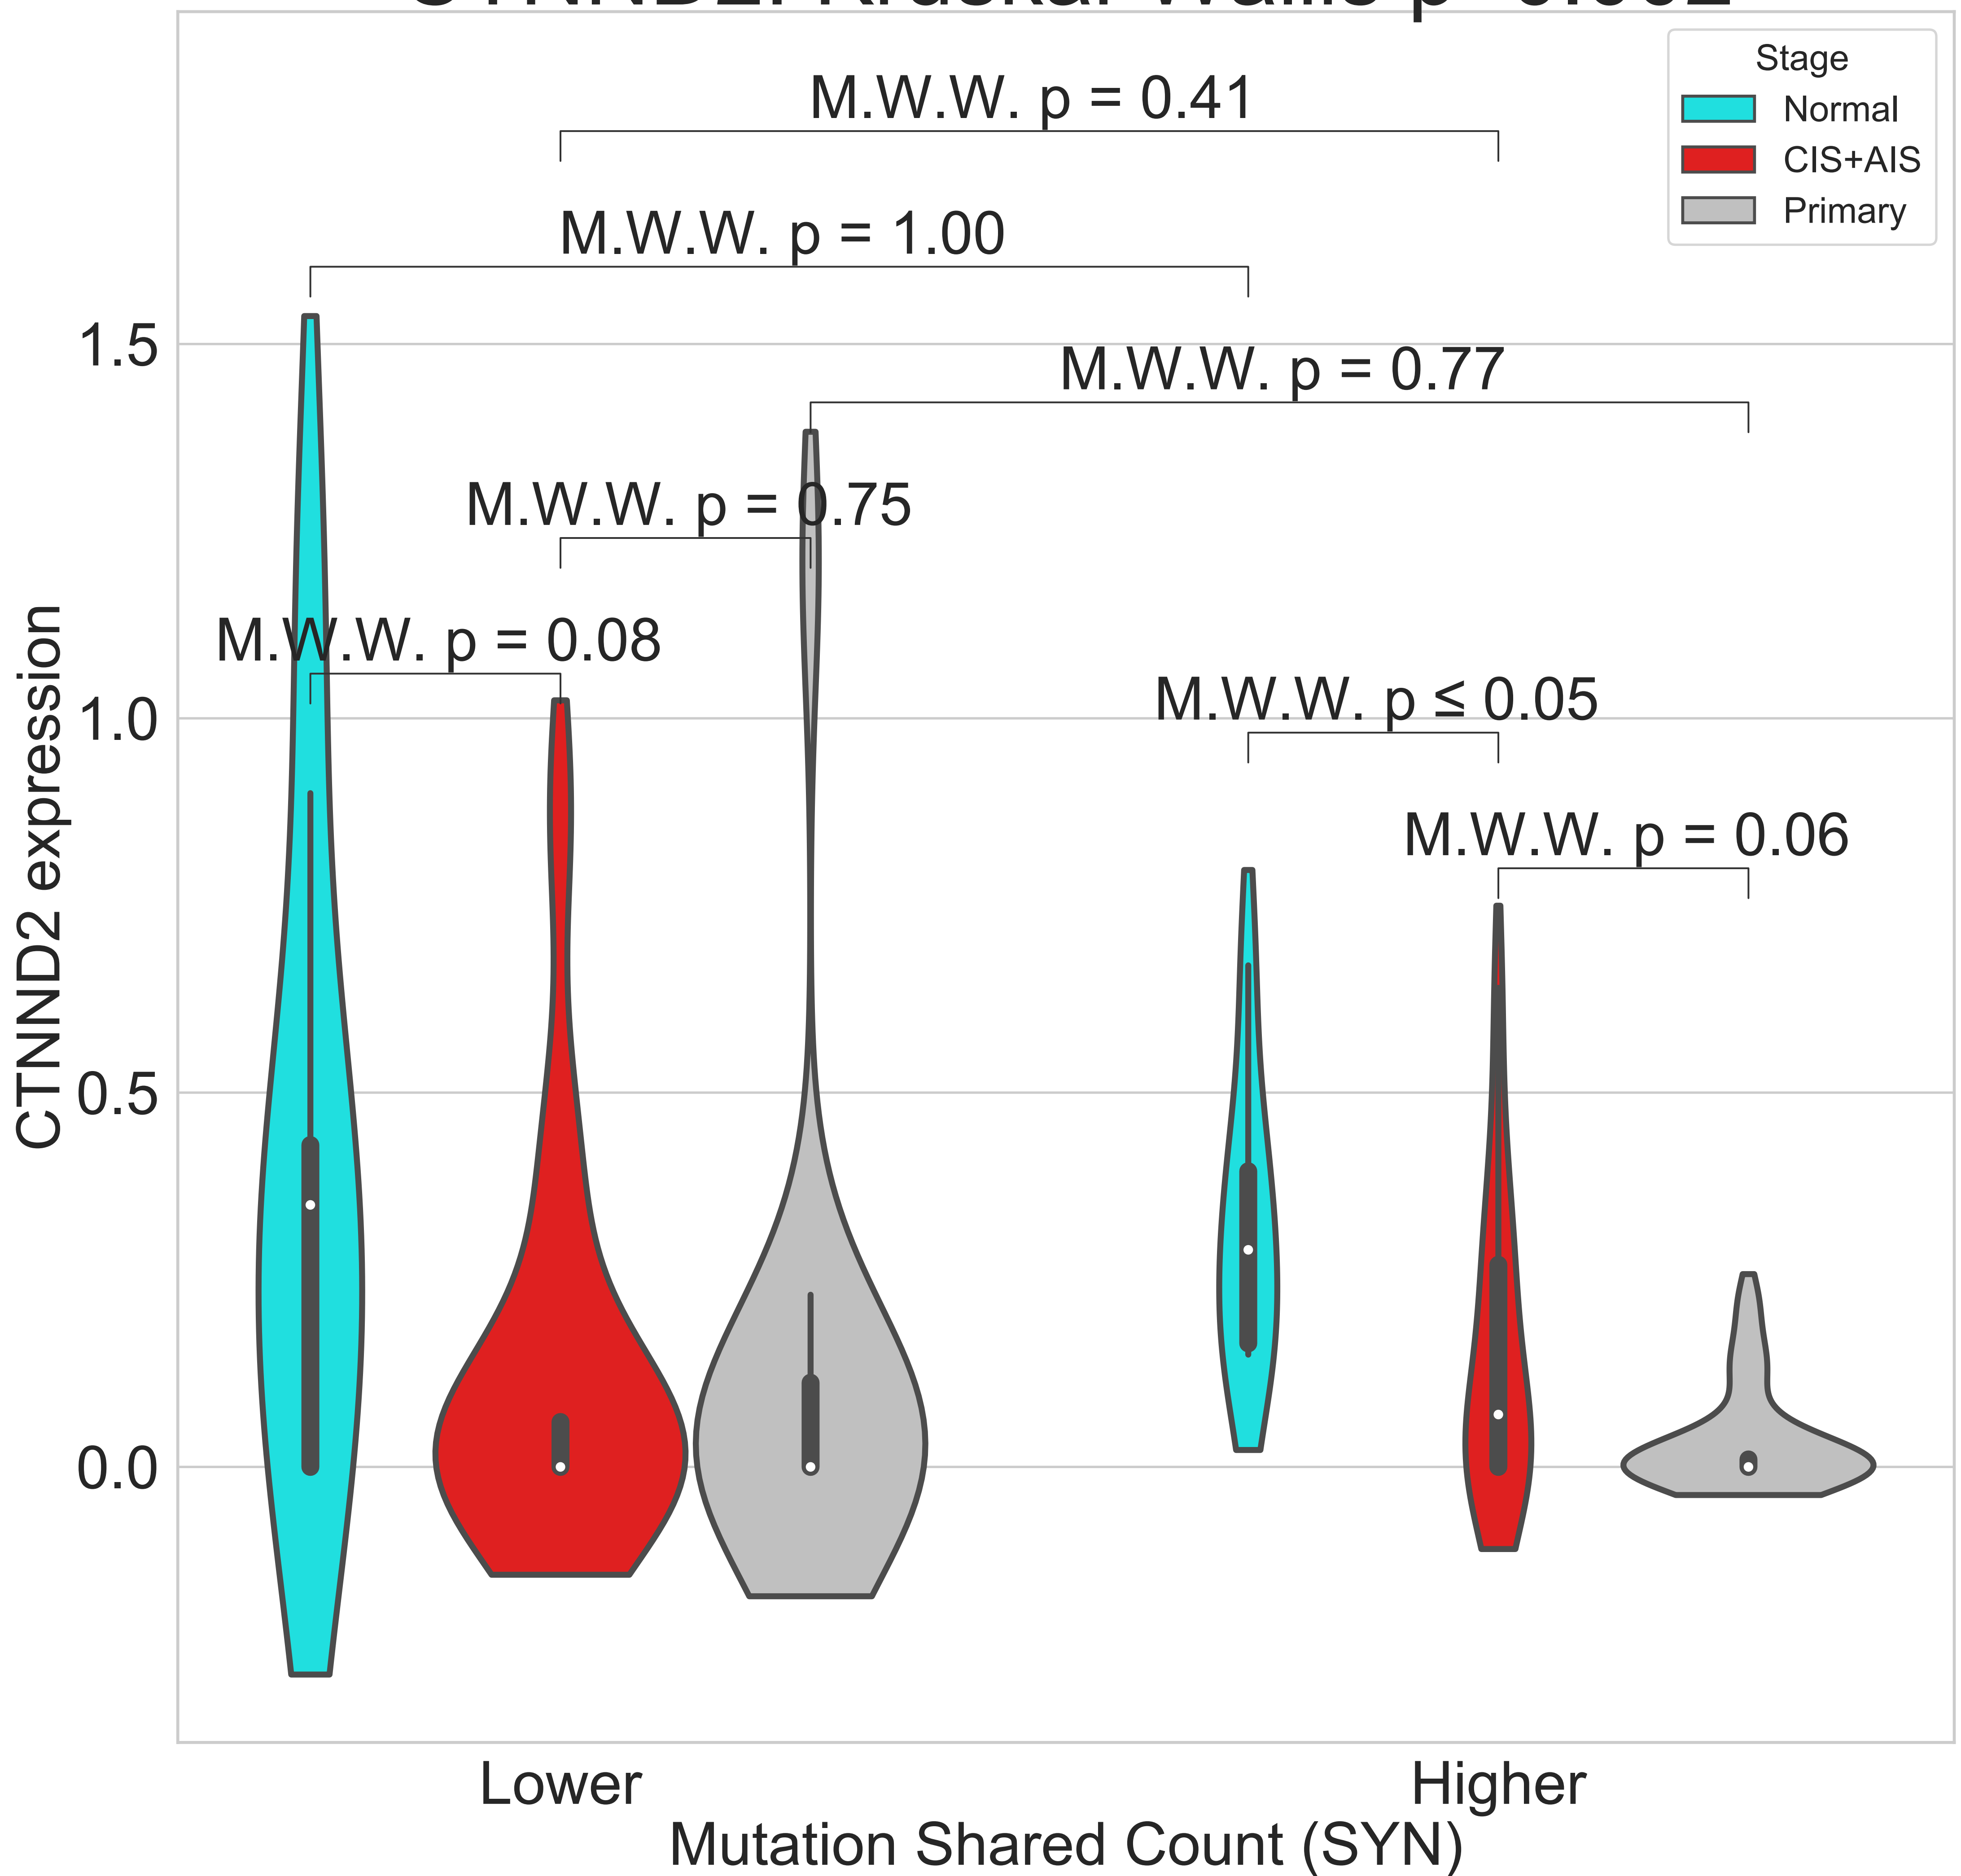 Stage
Normal
CIS+AIS
Primary
M.W.W. p = 0.41
M.W.W. p = 1.00
M.W.W. p = 0.77
M.W.W. p = 0.75
M.W.W. p = 0.08
M.W.W. p ≤ 0.05
M.W.W. p = 0.06
1.5
1.0
0.5
0.0
CTNND2 expression
Lower
Higher
Mutation Shared Count (SYN)